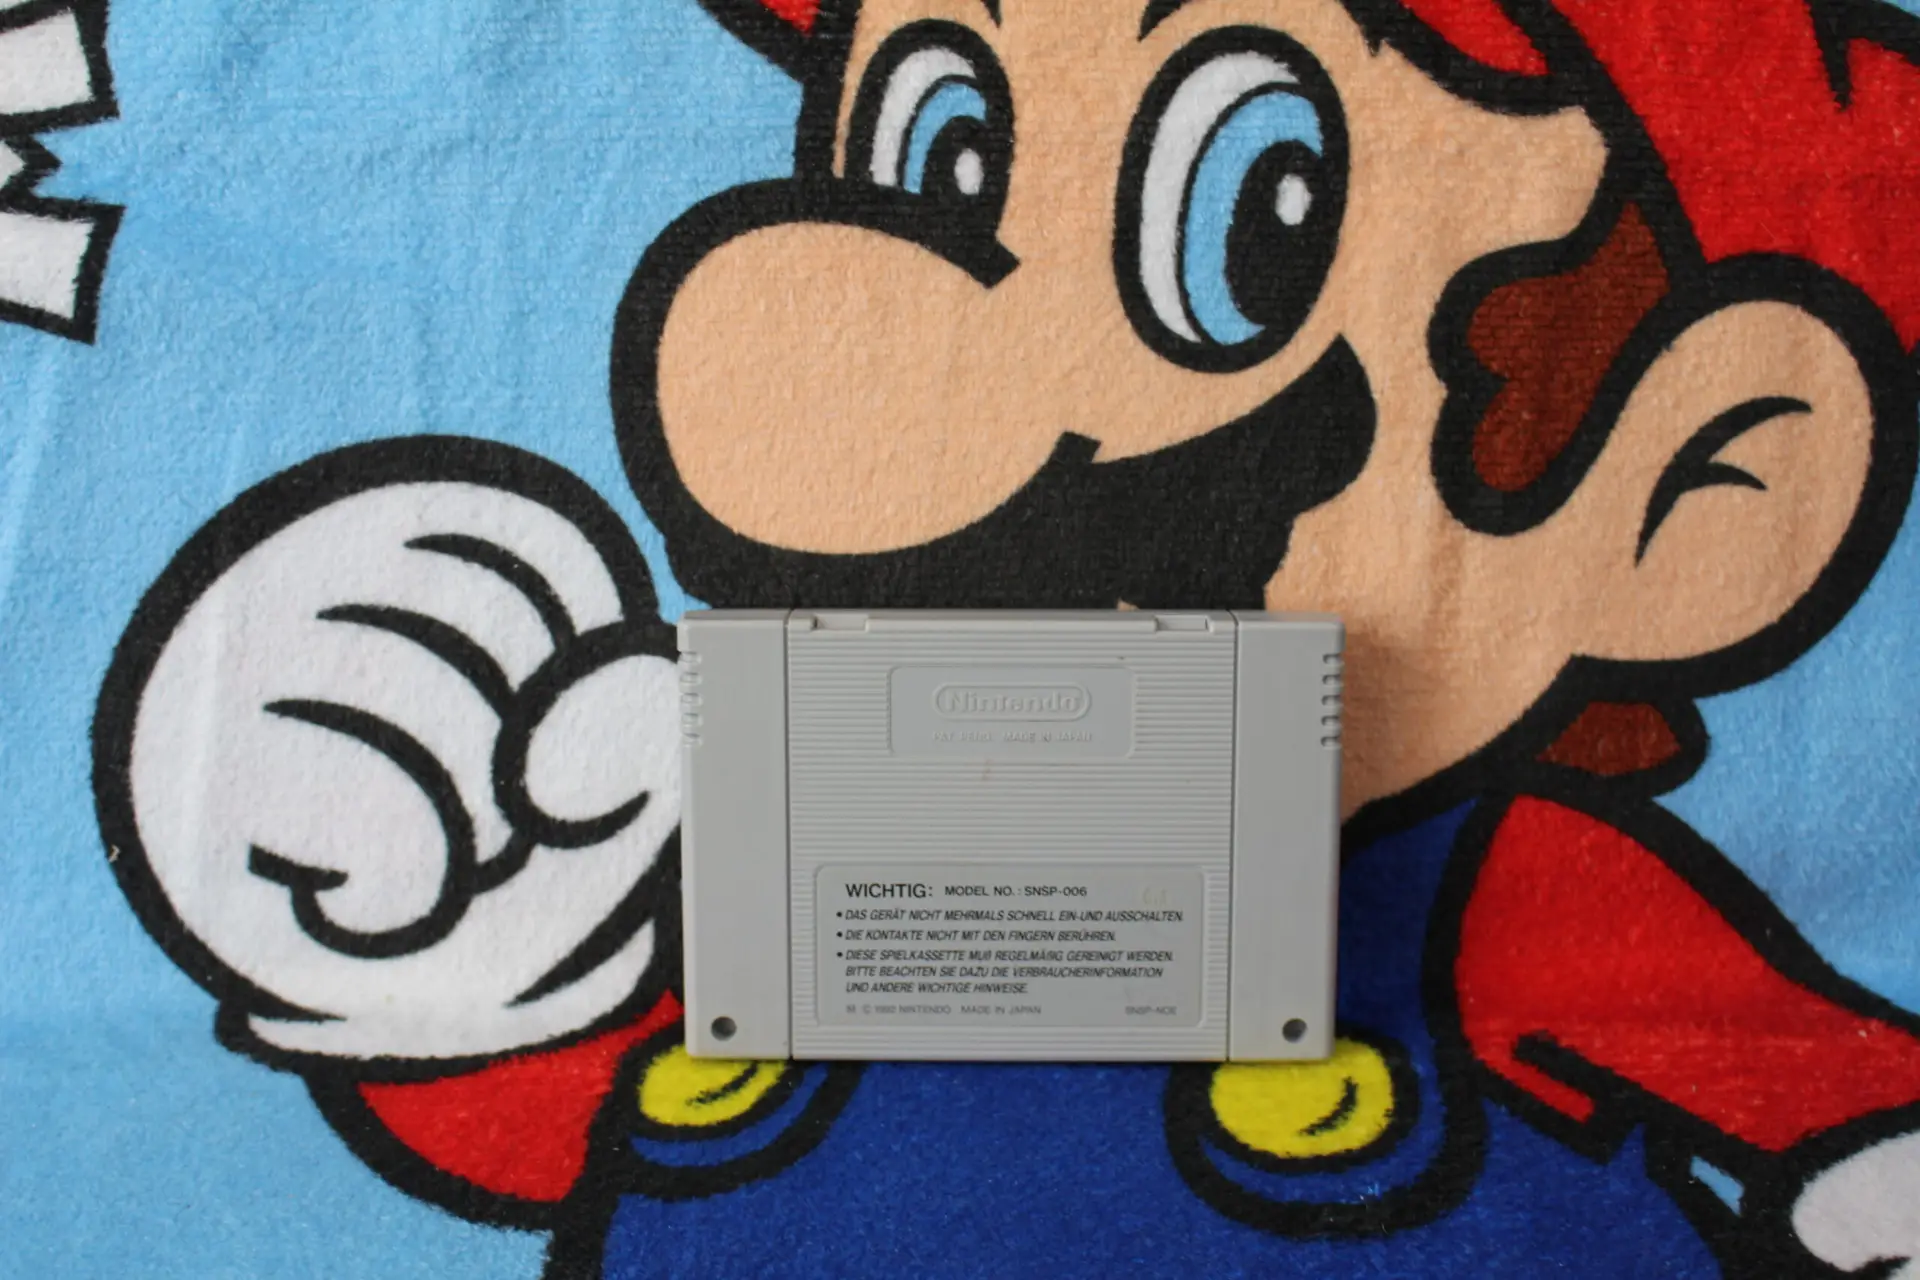 Nintendo
PAT. PEND. MADE IN JAPAN
WICHTIG: MODEL NO.: SNSP-006
• DAS GERÄT NICHT MEHRMALS SCHNELL EIN-UND AUSSCHALTEN.
• DIE KONTAKTE NICHT MIT DEN FINGERN BERÜHREN.
• DIESE SPIELKASSETTE MUß REGELMÄßIG GEREINIGT WERDEN.
BITTE BEACHTEN SIE DAZU DIE VERBRAUCHERINFORMATION
UND ANDERE WICHTIGE HINWEISE.
M © 1992 NINTENDO MADE IN JAPAN SNSP-NOE